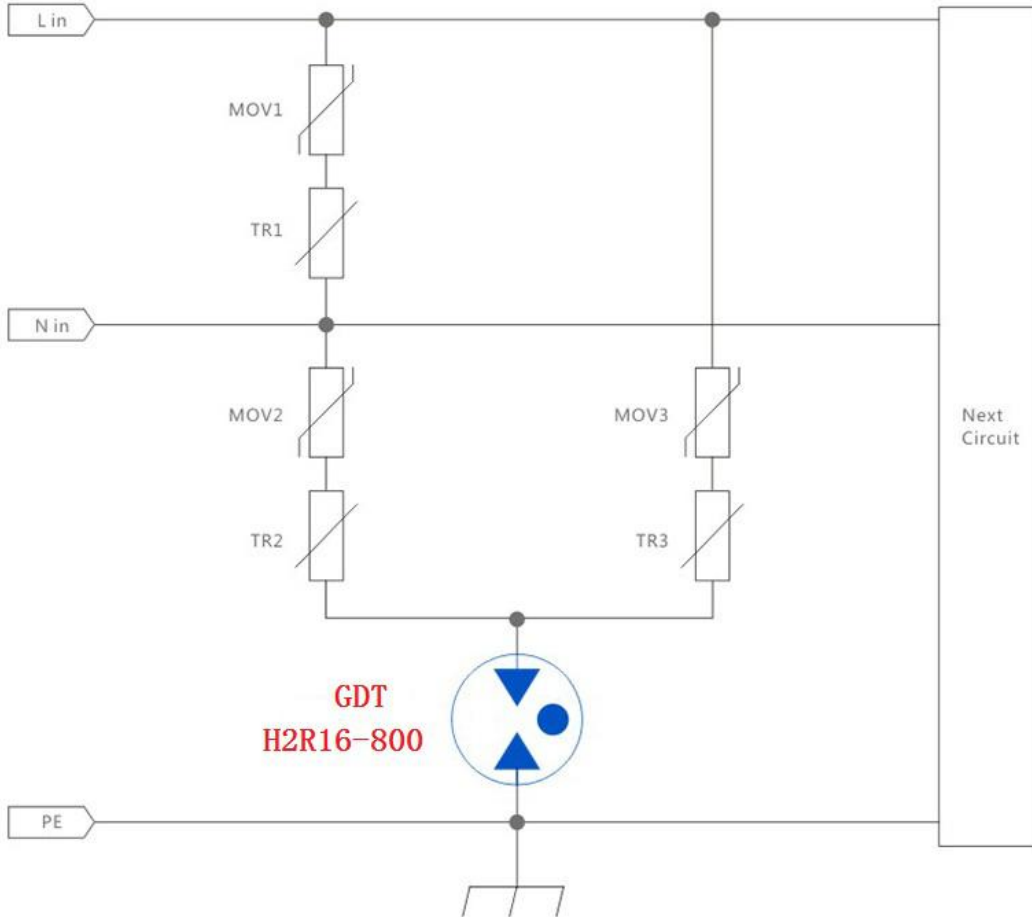 L in
MOV1
TR1
N in
MOV2
MOV3
Next
Circuit
TR2
TR3
GDT
H2R16-800
PE